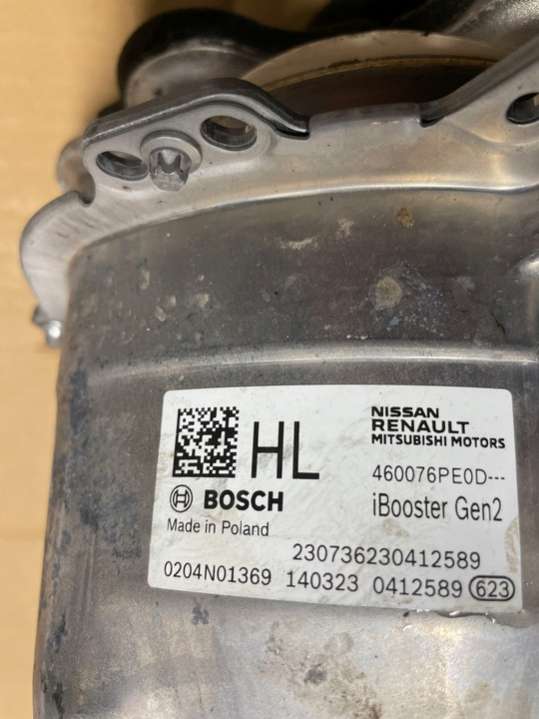 HL
NISSAN
RENAULT
MITSUBISHI MOTORS
460076PE0D---
BOSCH
iBooster Gen2
Made in Poland
230736230412589
0204N01369 140323 0412589 623